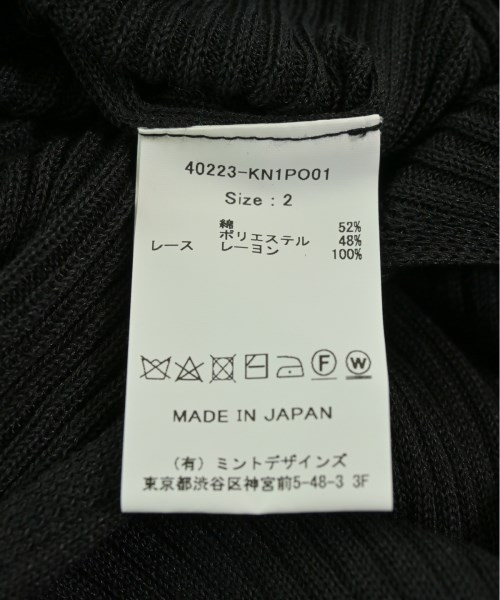 40223-KN1PO01
Size : 2
綿 52%
ポリエステル 48%
レース レーヨン 100%
F W
MADE IN JAPAN
（有）ミントデザインズ
東京都渋谷区神宮前5-48-3 3F